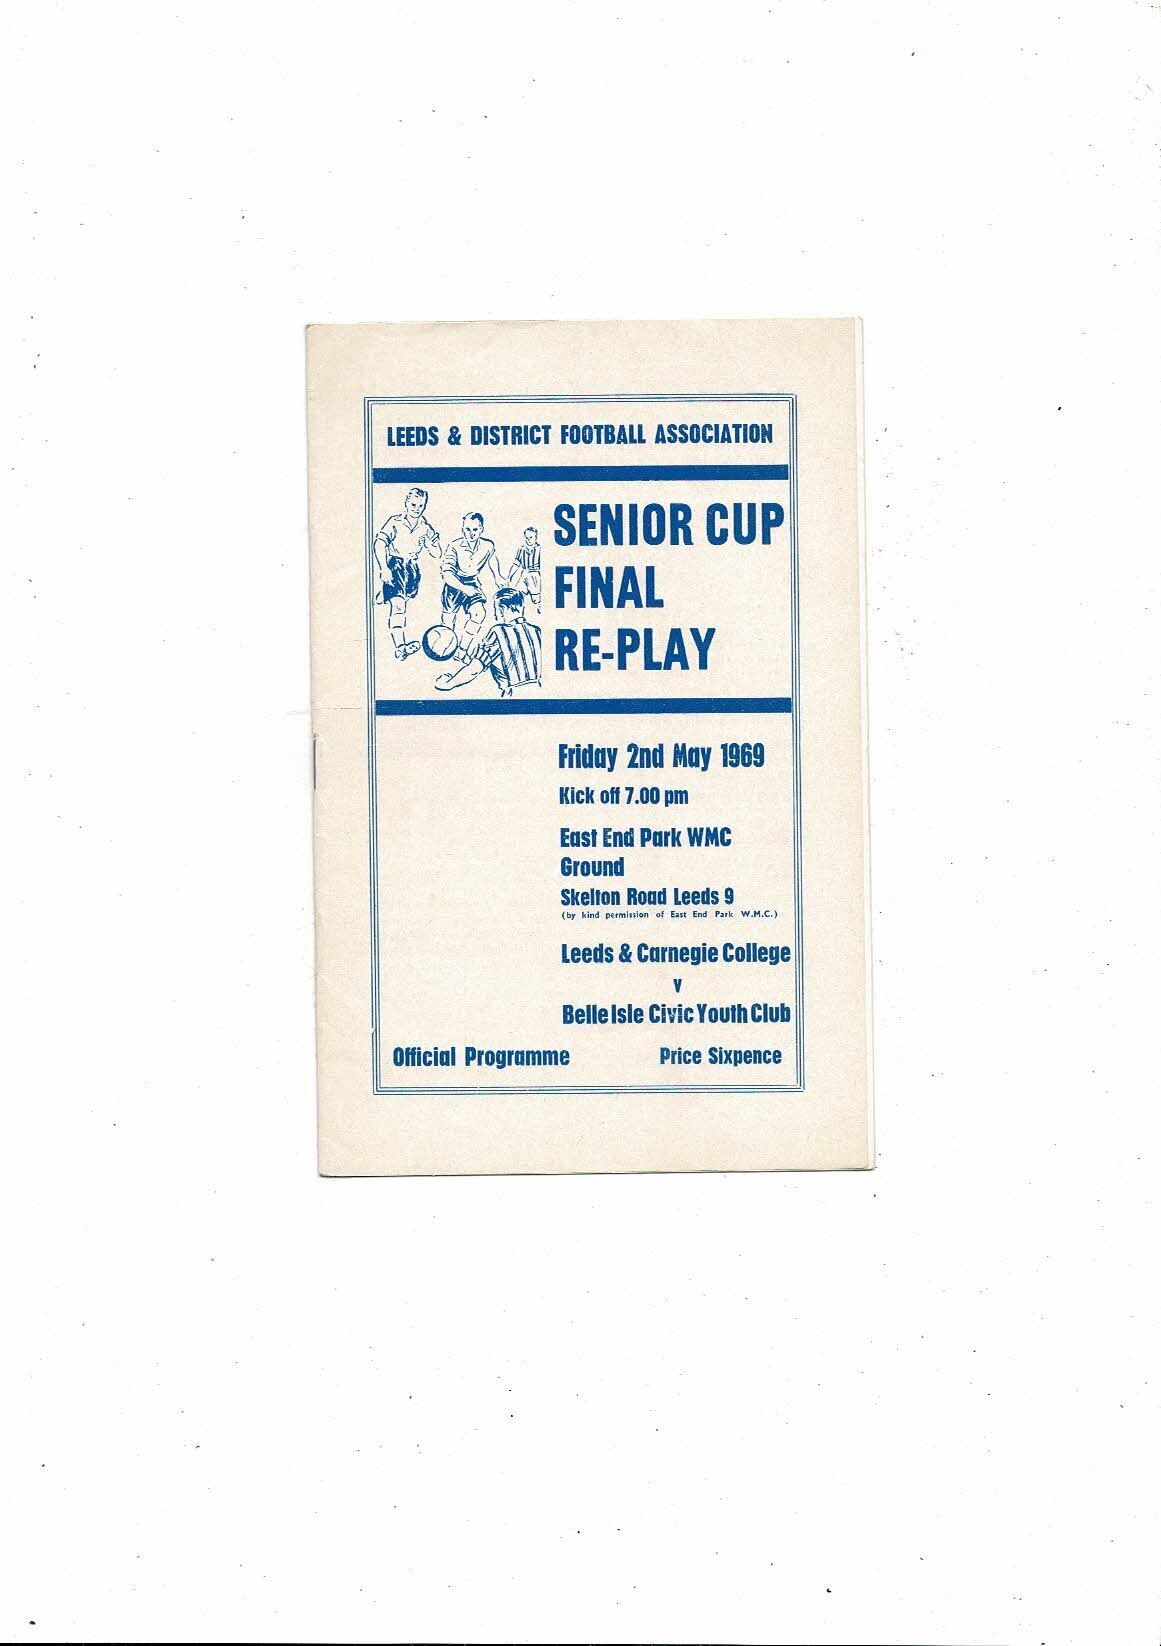 LEEDS & DISTRICT FOOTBALL ASSOCIATION
SENIOR CUP
FINAL
RE-PLAY
Friday 2nd May 1969
Kick off 7.00 pm
East End Park WMC
Ground
Skelton Road Leeds 9
(by kind permission of East End Park W.M.C.)
Leeds & Carnegie College
v
Belle Isle Civic Youth Club
Official Programme Price Sixpence